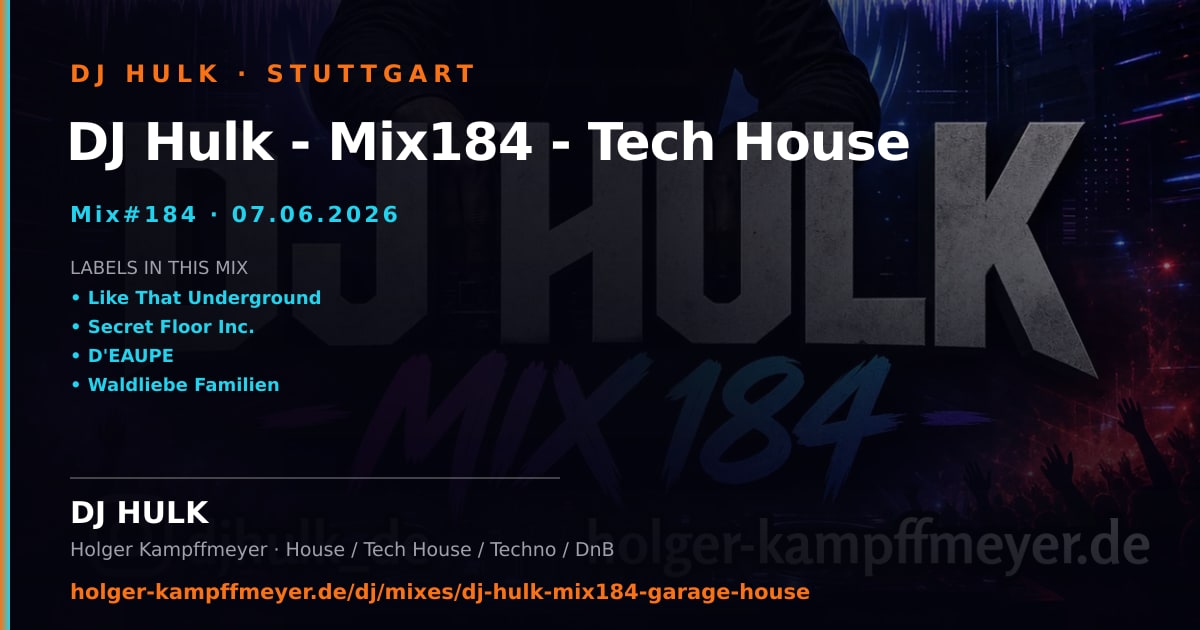 DJ HULK · STUTTGART
DJ Hulk - Mix184 - Tech House
Mix#184 · 07.06.2026
LABELS IN THIS MIX
• Like That Underground
• Secret Floor Inc.
• D'EAUPE
• Waldliebe Familien
DJ HULK
MIX 184
DJ HULK
Holger Kampffmeyer · House / Tech House / Techno / DnB
djhulk_de holger-kampffmeyer.de
holger-kampffmeyer.de/dj/mixes/dj-hulk-mix184-garage-house